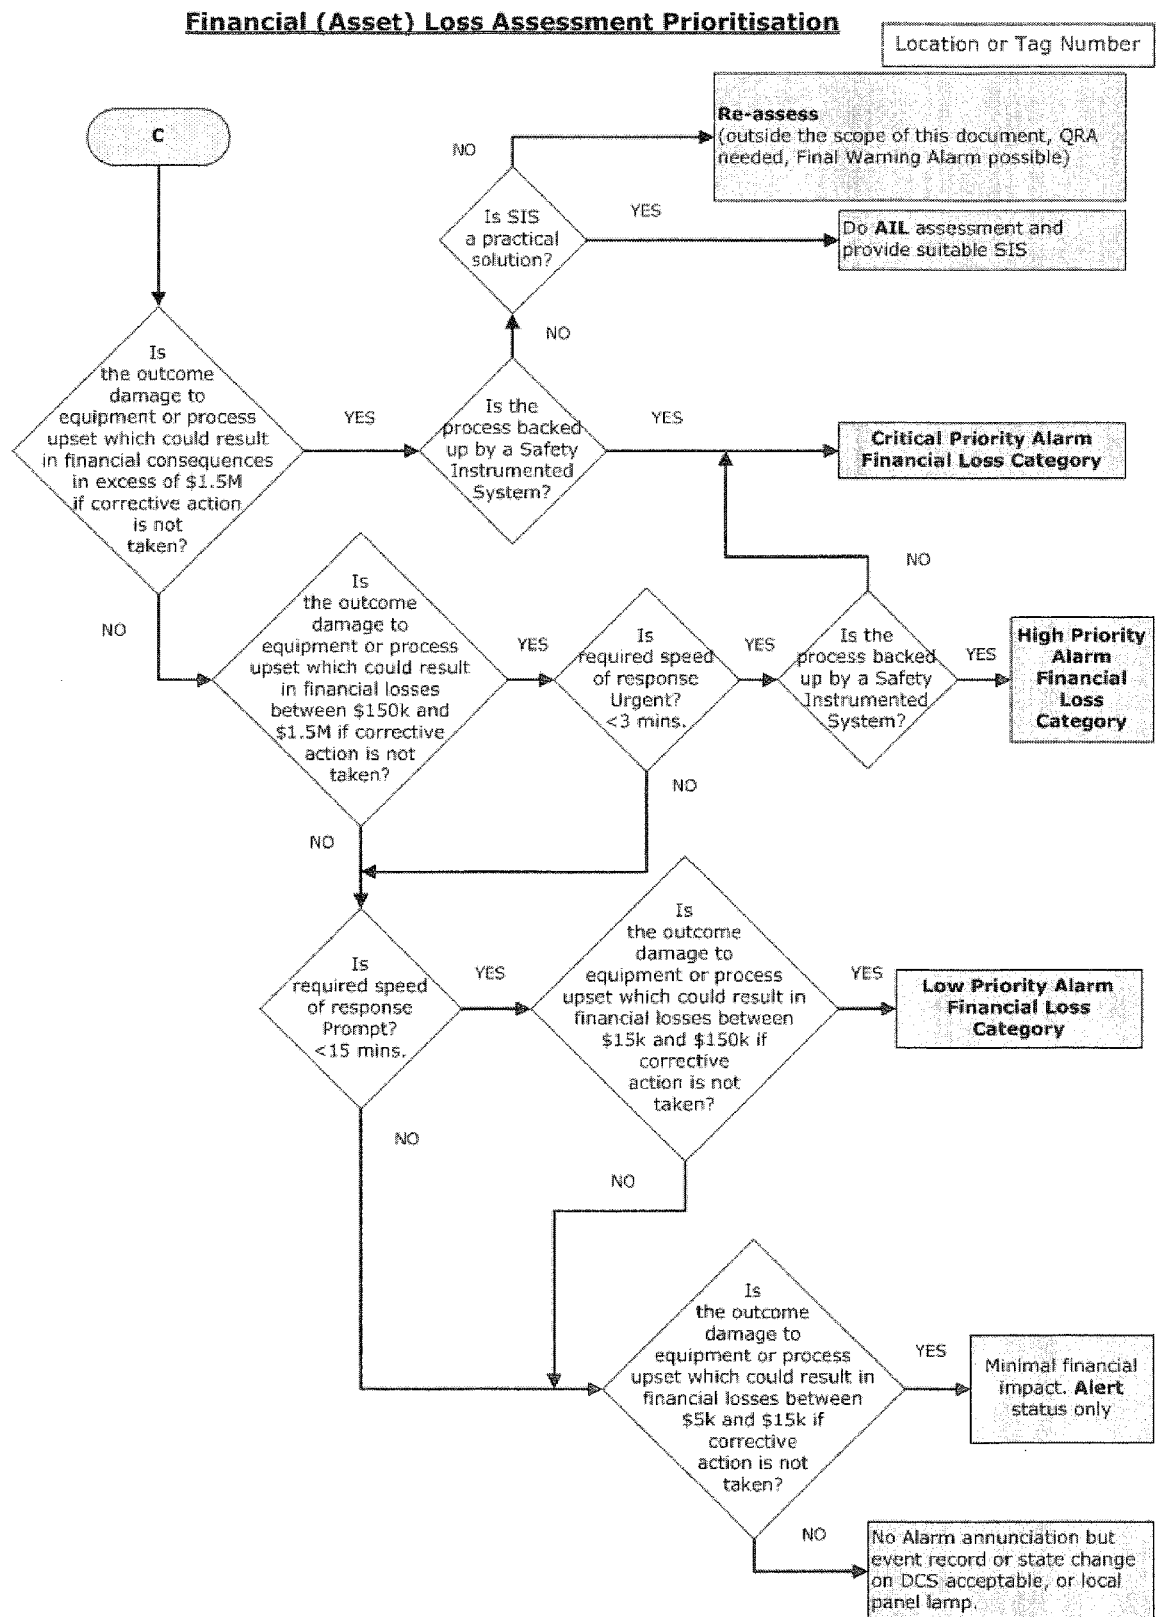 Financial (Asset) Loss Assessment Prioritisation
Location or Tag Number
C
Re-assess
(outside the scope of this document, QRA
needed, Final Warning Alarm possible)
NO
Is SIS
a practical
solution?
YES
Do AIL assessment and
provide suitable SIS
NO
Is
the outcome
damage to
equipment or process
upset which could result
in financial consequences
in excess of $1.5M
if corrective action
is not
taken?
YES
Is the
process backed
up by a Safety
Instrumented
System?
YES
Critical Priority Alarm
Financial Loss Category
NO
NO
Is
the outcome
damage to
equipment or process
upset which could result
in financial losses
between $150k and
$1.5M if corrective
action is not
taken?
YES
Is
required speed
of response
Urgent?
<3 mins.
YES
Is the
process backed
up by a Safety
Instrumented
System?
YES
High Priority
Alarm
Financial
Loss
Category
NO
NO
Is
required speed
of response
Prompt?
<15 mins.
YES
Is
the outcome
damage to
equipment or process
upset which could result in
financial losses between
$15k and $150k if
corrective
action is not
taken?
YES
Low Priority Alarm
Financial Loss
Category
NO
NO
Is
the outcome
damage to
equipment or process
upset which could result in
financial losses between
$5k and $15k if
corrective
action is not
taken?
YES
Minimal financial
impact. Alert
status only
NO
No Alarm annunciation but
event record or state change
on DCS acceptable, or local
panel lamp.